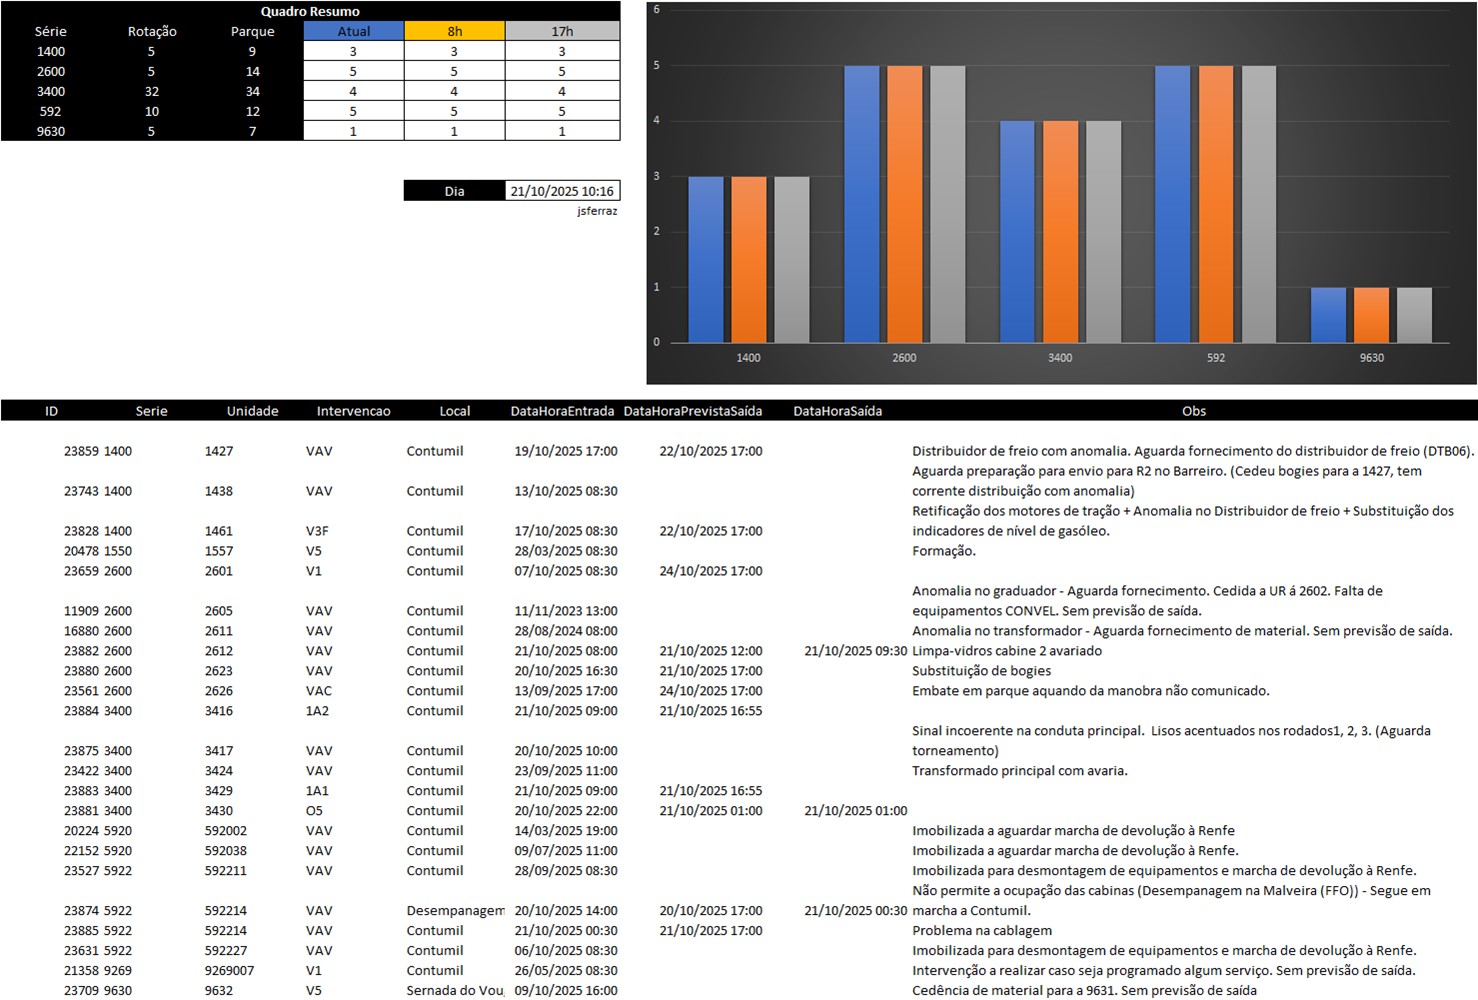 Quadro Resumo
Série Rotação Parque Atual 8h 17h
1400 5 9 3 3 3
2600 5 14 5 5 5
3400 32 34 4 4 4
592 10 12 5 5 5
9630 5 7 1 1 1
Dia 21/10/2025 10:16
jsferraz
6
5
4
3
2
1
0
1400 2600 3400 592 9630
ID Serie Unidade Intervencao Local DataHoraEntrada DataHoraPrevistaSaída DataHoraSaída Obs
23859 1400 1427 VAV Contumil 19/10/2025 17:00 22/10/2025 17:00 Distribuidor de freio com anomalia. Aguarda fornecimento do distribuidor de freio (DTB06).
Aguarda preparação para envio para R2 no Barreiro. (Cedeu bogies para a 1427, tem
23743 1400 1438 VAV Contumil 13/10/2025 08:30 corrente distribuição com anomalia)
Retificação dos motores de tração + Anomalia no Distribuidor de freio + Substituição dos
23828 1400 1461 V3F Contumil 17/10/2025 08:30 22/10/2025 17:00 indicadores de nível de gasóleo.
20478 1550 1557 V5 Contumil 28/03/2025 08:30 Formação.
23659 2600 2601 V1 Contumil 07/10/2025 08:30 24/10/2025 17:00
Anomalia no graduador - Aguarda fornecimento. Cedida a UR á 2602. Falta de
11909 2600 2605 VAV Contumil 11/11/2023 13:00 equipamentos CONVEL. Sem previsão de saída.
16880 2600 2611 VAV Contumil 28/08/2024 08:00 Anomalia no transformador - Aguarda fornecimento de material. Sem previsão de saída.
23882 2600 2612 VAV Contumil 21/10/2025 08:00 21/10/2025 12:00 21/10/2025 09:30 Limpa-vidros cabine 2 avariado
23880 2600 2623 VAV Contumil 20/10/2025 16:30 21/10/2025 17:00 Substituição de bogies
23561 2600 2626 VAC Contumil 13/09/2025 17:00 24/10/2025 17:00 Embate em parque aquando da manobra não comunicado.
23884 3400 3416 1A2 Contumil 21/10/2025 09:00 21/10/2025 16:55
Sinal incoerente na conduta principal.  Lisos acentuados nos rodados1, 2, 3. (Aguarda
23875 3400 3417 VAV Contumil 20/10/2025 10:00 torneamento)
23422 3400 3424 VAV Contumil 23/09/2025 11:00 Transformado principal com avaria.
23883 3400 3429 1A1 Contumil 21/10/2025 09:00 21/10/2025 16:55
23881 3400 3430 O5 Contumil 20/10/2025 22:00 21/10/2025 01:00 21/10/2025 01:00
20224 5920 592002 VAV Contumil 14/03/2025 19:00 Imobilizada a aguardar marcha de devolução à Renfe
22152 5920 592038 VAV Contumil 09/07/2025 11:00 Imobilizada a aguardar marcha de devolução à Renfe.
23527 5922 592211 VAV Contumil 28/09/2025 08:30 Imobilizada para desmontagem de equipamentos e marcha de devolução à Renfe.
Não permite a ocupação das cabinas (Desempanagem na Malveira (FFO)) - Segue em
23874 5922 592214 VAV Desempanagem 20/10/2025 14:00 20/10/2025 17:00 21/10/2025 00:30 marcha a Contumil.
23885 5922 592214 VAV Contumil 21/10/2025 00:30 21/10/2025 17:00 Problema na cablagem
23631 5922 592227 VAV Contumil 06/10/2025 08:30 Imobilizada para desmontagem de equipamentos e marcha de devolução à Renfe.
21358 9269 9269007 V1 Contumil 26/05/2025 08:30 Intervenção a realizar caso seja programado algum serviço. Sem previsão de saída.
23709 9630 9632 V5 Sernada do Vou 09/10/2025 16:00 Cedência de material para a 9631. Sem previsão de saída